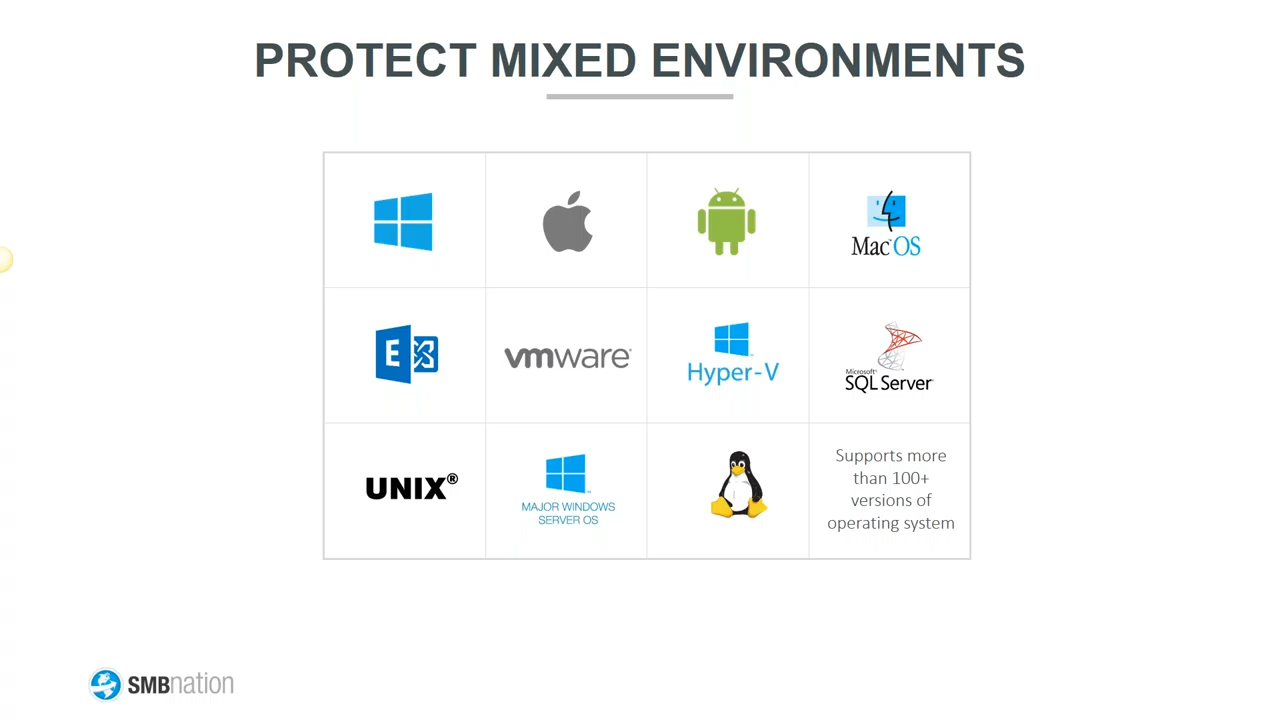 PROTECT MIXED ENVIRONMENTS
Mac OS
E
vmware®
Hyper-V
Microsoft®
SQL Server
UNIX®
MAJOR WINDOWS
SERVER OS
Supports more
than 100+
versions of
operating system
SMBnation